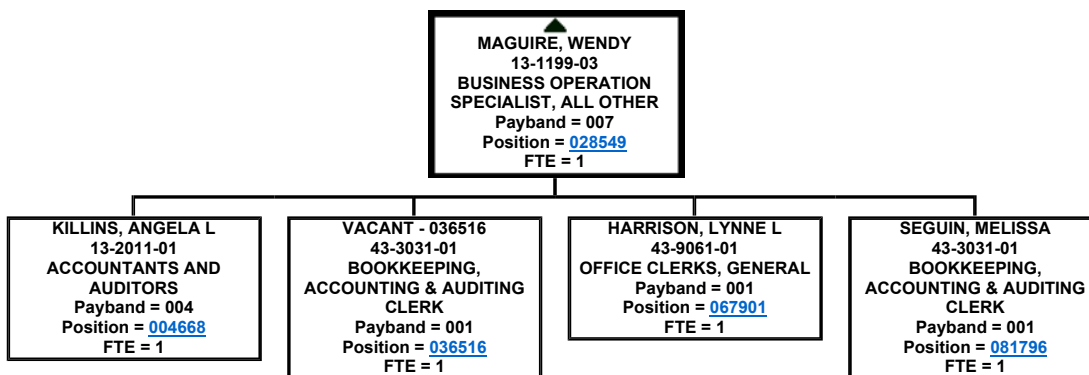 MAGUIRE, WENDY
13-1199-03
BUSINESS OPERATION
SPECIALIST, ALL OTHER
Payband = 007
Position = 028549
FTE = 1
KILLINS, ANGELA L
13-2011-01
ACCOUNTANTS AND
AUDITORS
Payband = 004
Position = 004668
FTE = 1
VACANT - 036516
43-3031-01
BOOKKEEPING,
ACCOUNTING & AUDITING
CLERK
Payband = 001
Position = 036516
FTE = 1
HARRISON, LYNNE L
43-9061-01
OFFICE CLERKS, GENERAL
Payband = 001
Position = 067901
FTE = 1
SEGUIN, MELISSA
43-3031-01
BOOKKEEPING,
ACCOUNTING & AUDITING
CLERK
Payband = 001
Position = 081796
FTE = 1